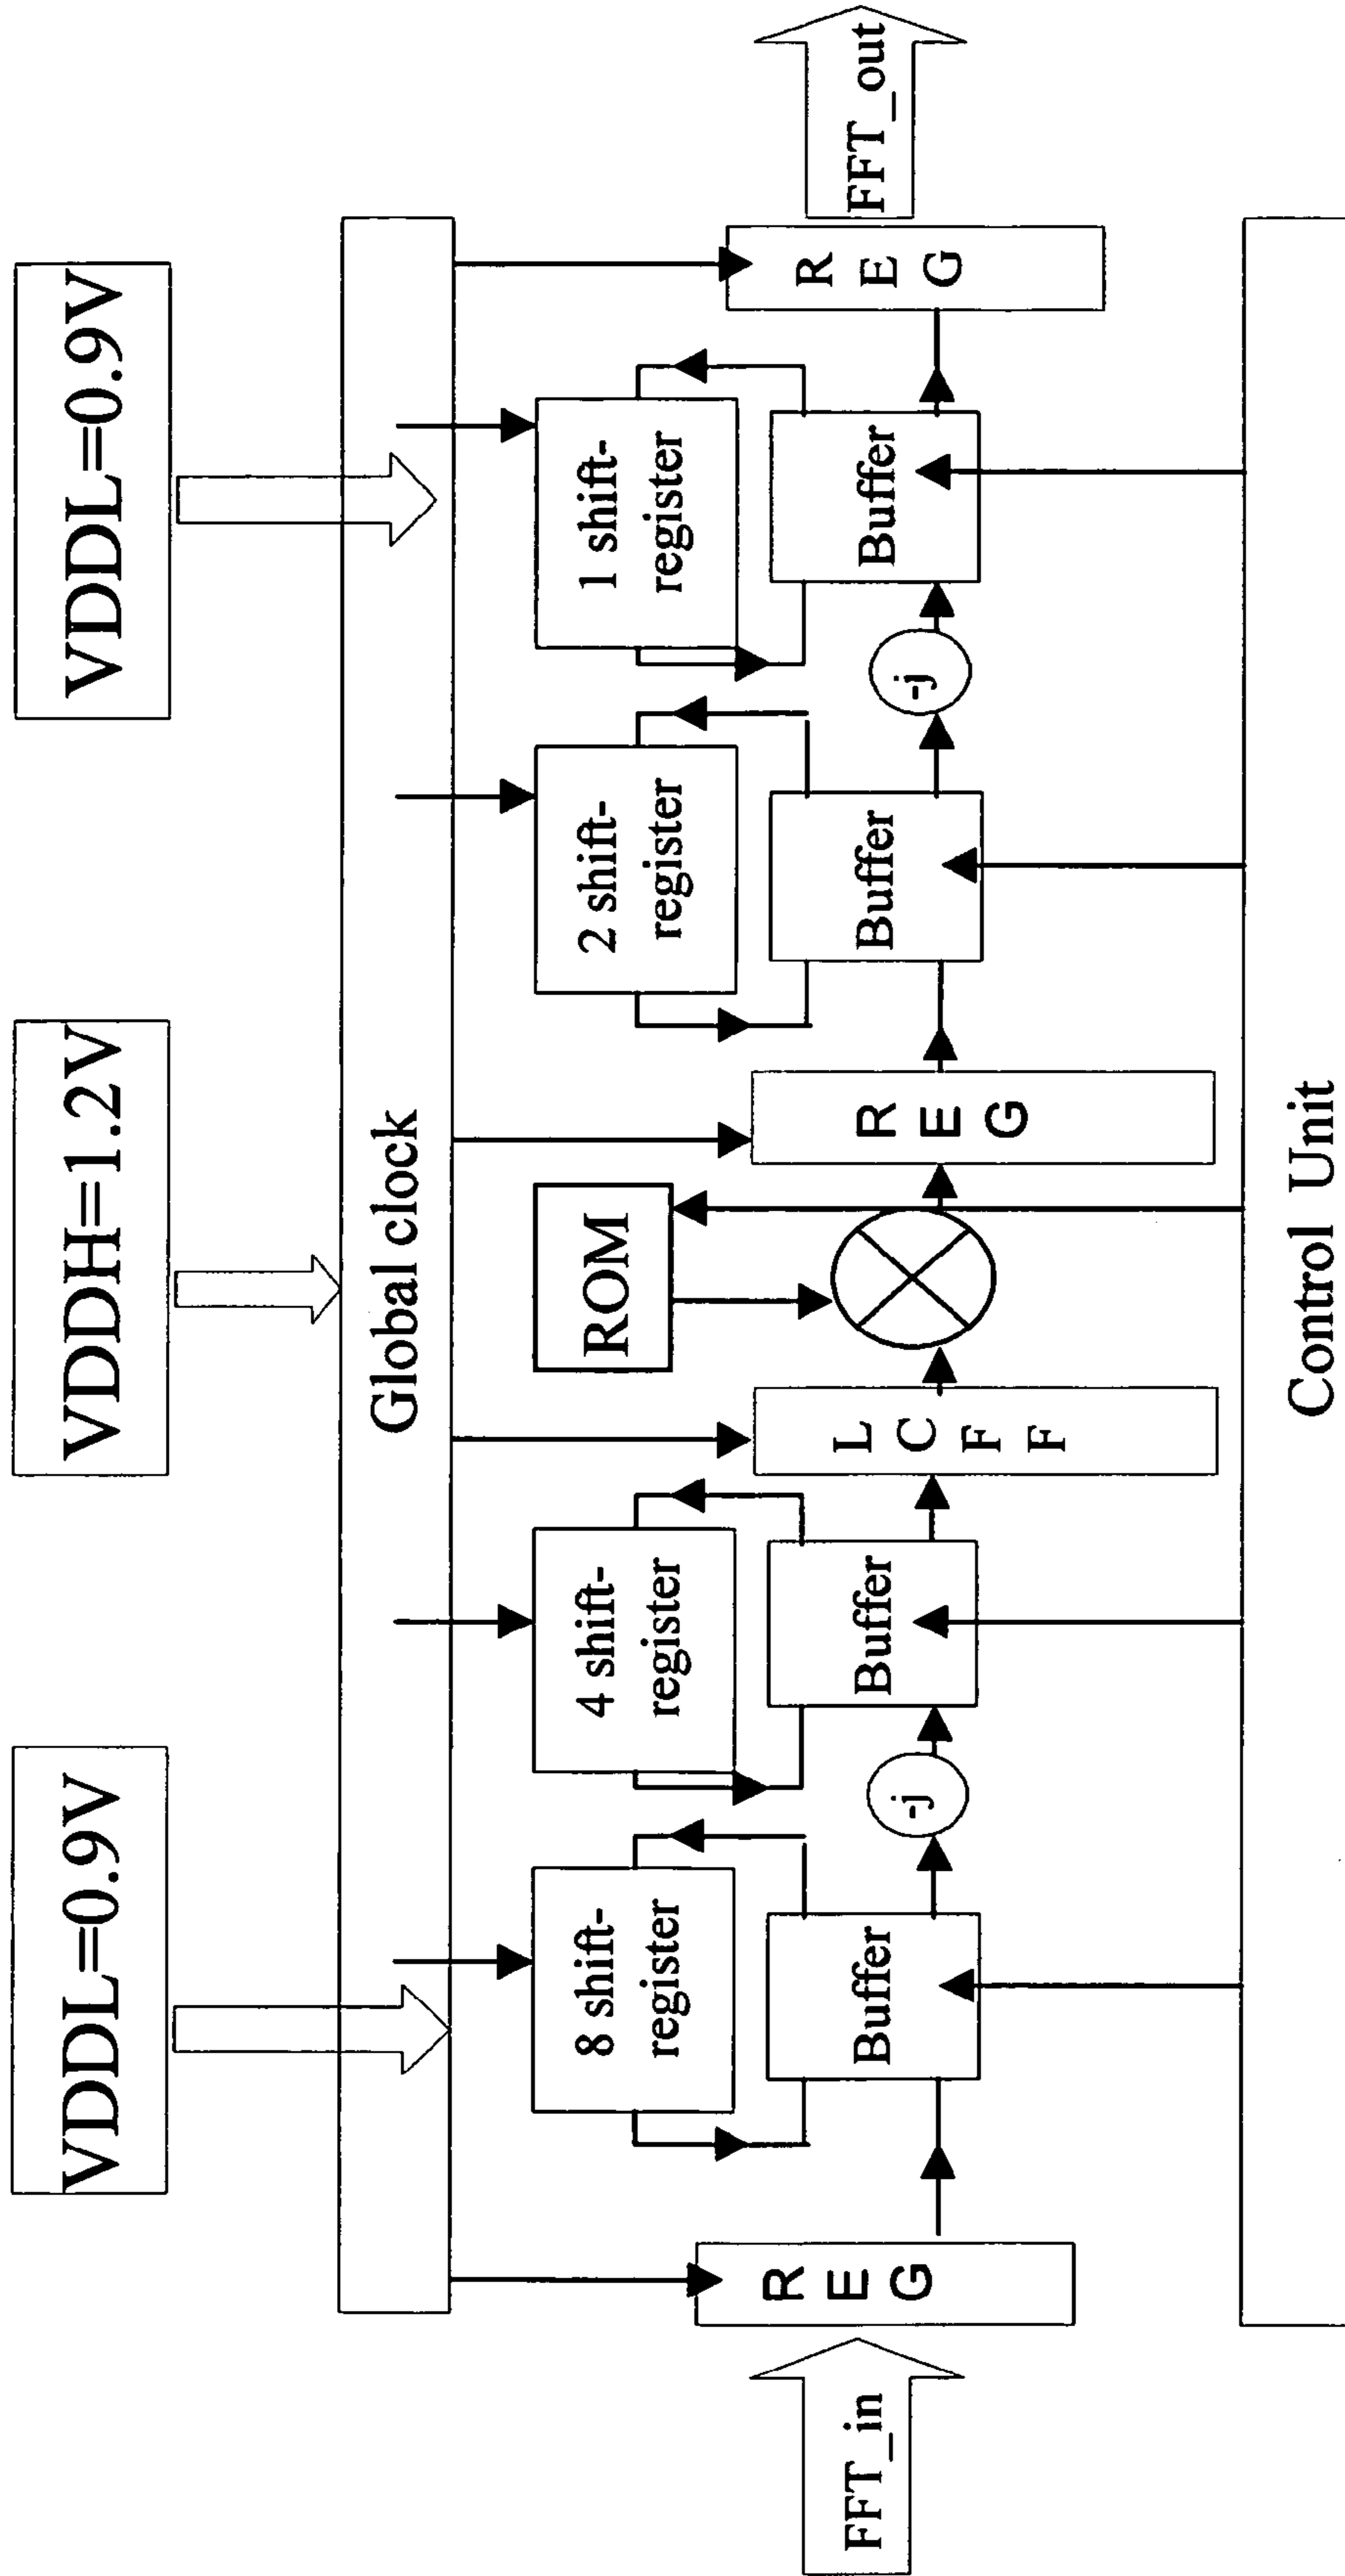 VDDL=0.9V
VDDH=1.2V
VDDL=0.9V
Global clock
8 shift-
register
4 shift-
register
ROM
2 shift-
register
1 shift-
register
FFT_in
R
E
G
Buffer
-j
Buffer
L
C
F
F
R
E
G
Buffer
-j
Buffer
R
E
G
FFT_out
Control Unit